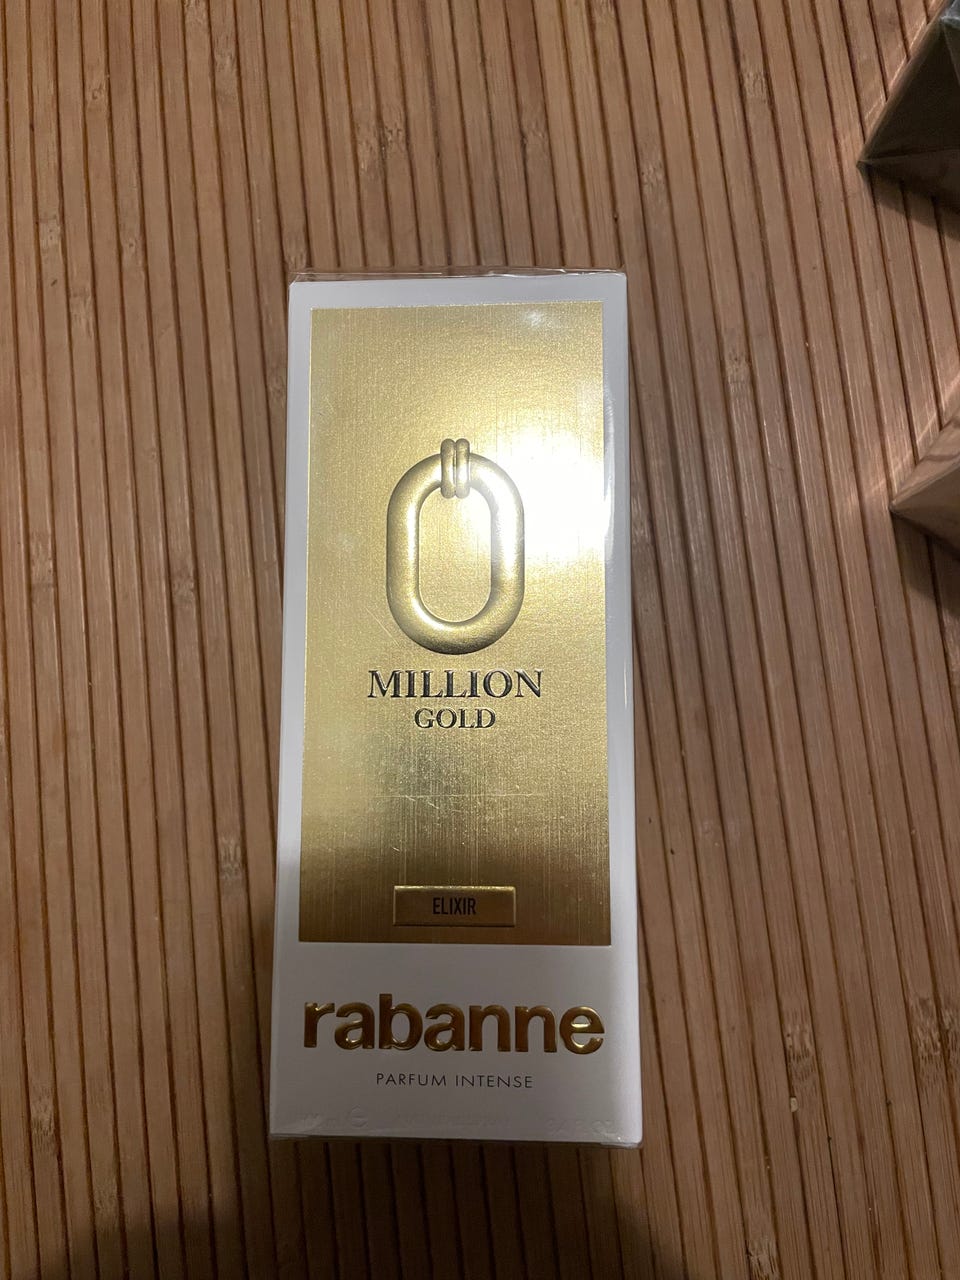 MILLION
GOLD
ELIXIR
rabanne
PARFUM INTENSE